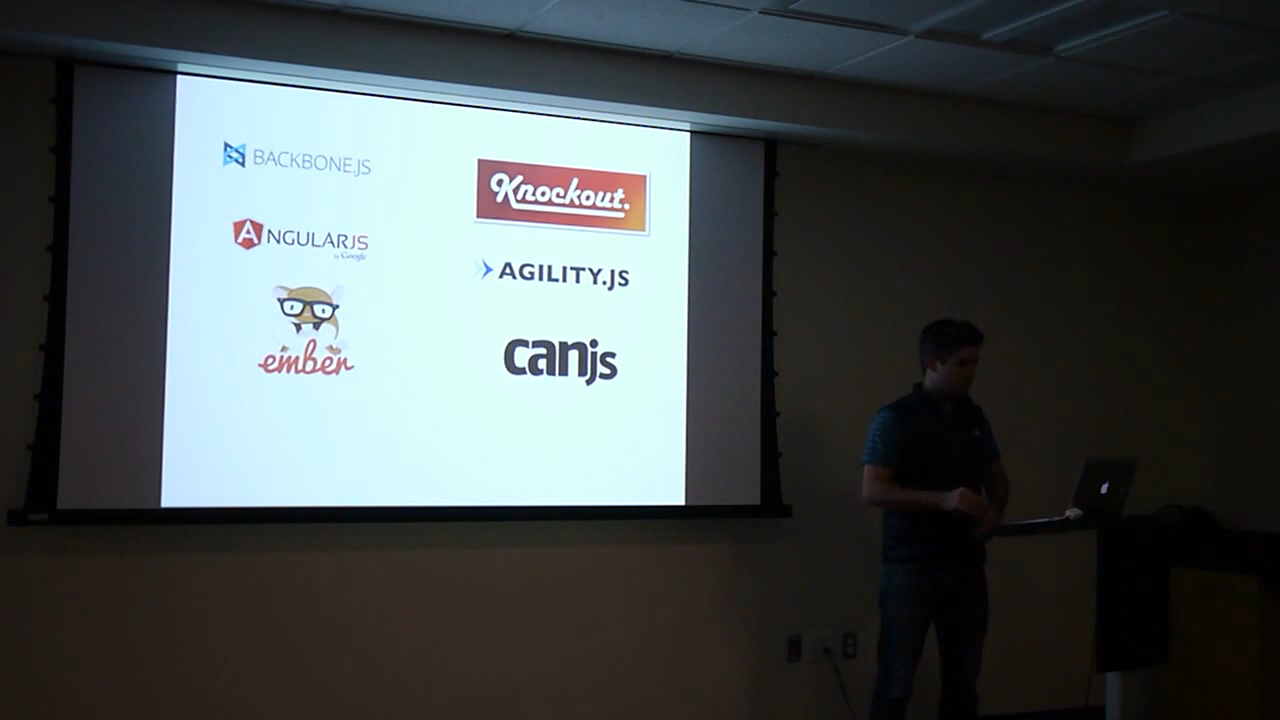 BACKBONE.JS
ANGULARJS
by Google
ember
Knockout.
AGILITY.JS
canjs